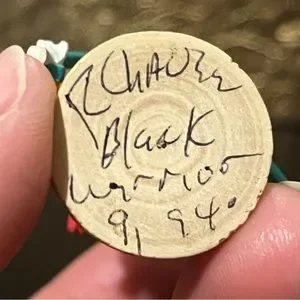 R CHAVEZ
Black
Warrior
9, 94.